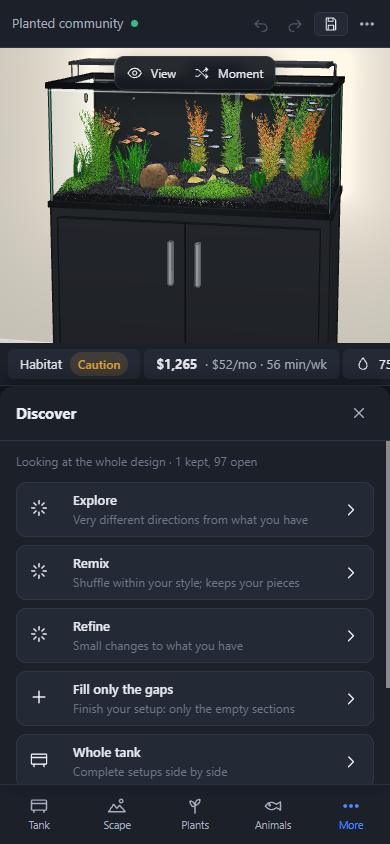 Planted community
View
Moment
Habitat Caution
$1,265 · $52/mo · 56 min/wk
Discover
Looking at the whole design · 1 kept, 97 open
Explore
Very different directions from what you have
Remix
Shuffle within your style; keeps your pieces
Refine
Small changes to what you have
Fill only the gaps
Finish your setup: only the empty sections
Whole tank
Complete setups side by side
Tank
Scape
Plants
Animals
More